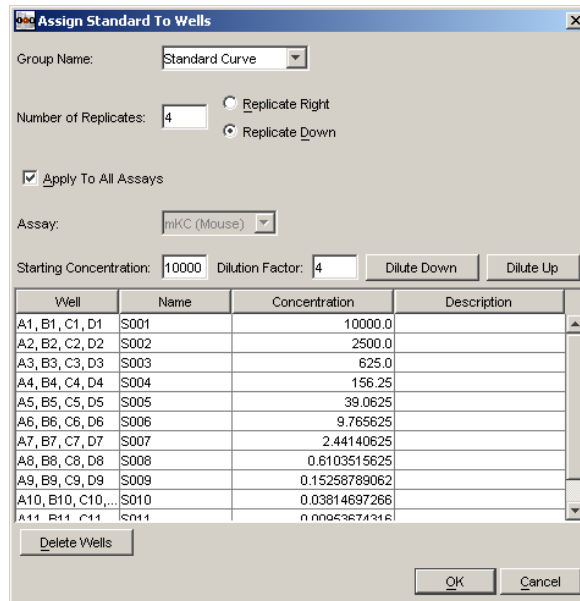 Assign Standard To Wells
Group Name: Standard Curve
Number of Replicates: 4
Replicate Right
Replicate Down
Apply To All Assays
Assay: mKC (Mouse)
Starting Concentration: 10000 Dilution Factor: 4 Dilute Down Dilute Up
Well Name Concentration Description
A1, B1, C1, D1 S001 10000.0
A2, B2, C2, D2 S002 2500.0
A3, B3, C3, D3 S003 625.0
A4, B4, C4, D4 S004 156.25
A5, B5, C5, D5 S005 39.0625
A6, B6, C6, D6 S006 9.765625
A7, B7, C7, D7 S007 2.44140625
A8, B8, C8, D8 S008 0.6103515625
A9, B9, C9, D9 S009 0.15258789062
A10, B10, C10,... S010 0.03814697266
A11, B11, C11, S011 0.00953674316
Delete Wells
OK Cancel